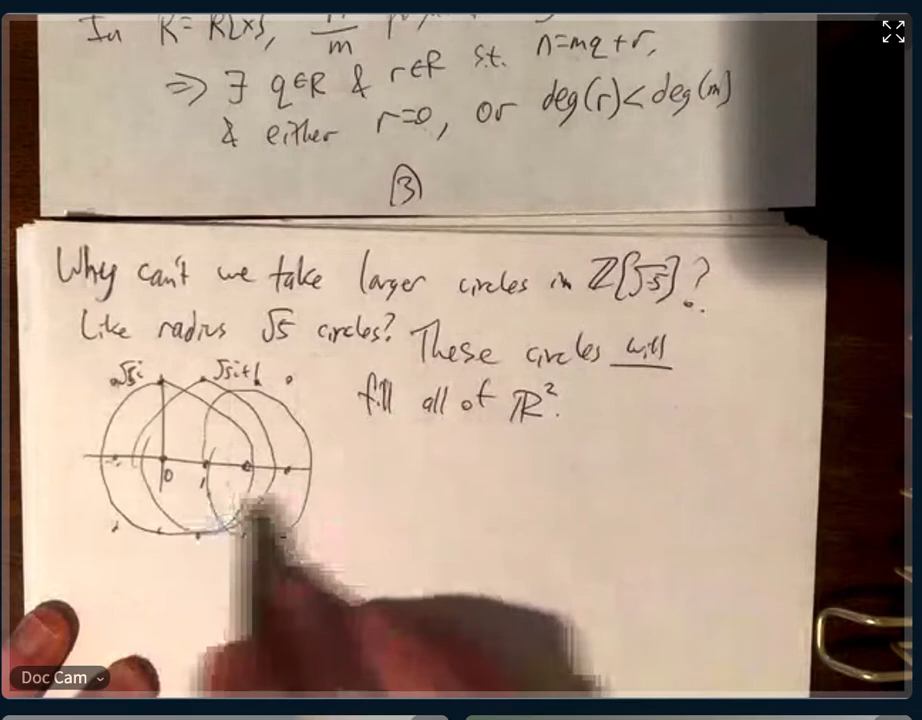 In R = R[x],
m
⇒ ∃ q∈R & r∈R s.t. n=mq+r,
& either r=0, or deg(r)<deg(m)
3
Why can't we take larger circles in ℤ[√-5]?
Like radius √5 circles? These circles will
fill all of ℝ².
√5i √5i+1
0 1
Doc Cam